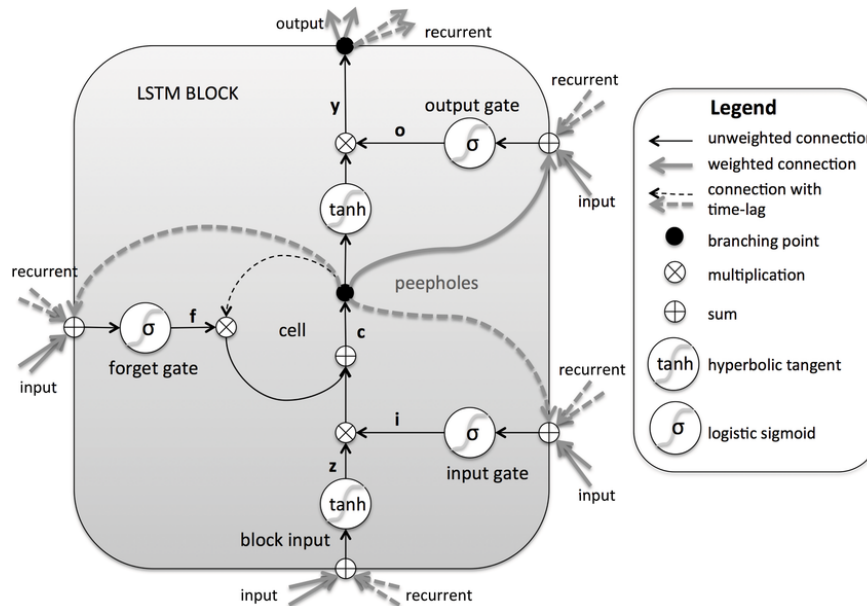 output
recurrent
LSTM BLOCK
y
output gate
o
σ
recurrent
input
tanh
recurrent
peepholes
f
σ
cell
c
forget gate
input
recurrent
i
σ
input gate
z
input
tanh
block input
input
recurrent
Legend
unweighted connection
weighted connection
connection with
time-lag
branching point
multiplication
sum
tanh
hyperbolic tangent
σ
logistic sigmoid